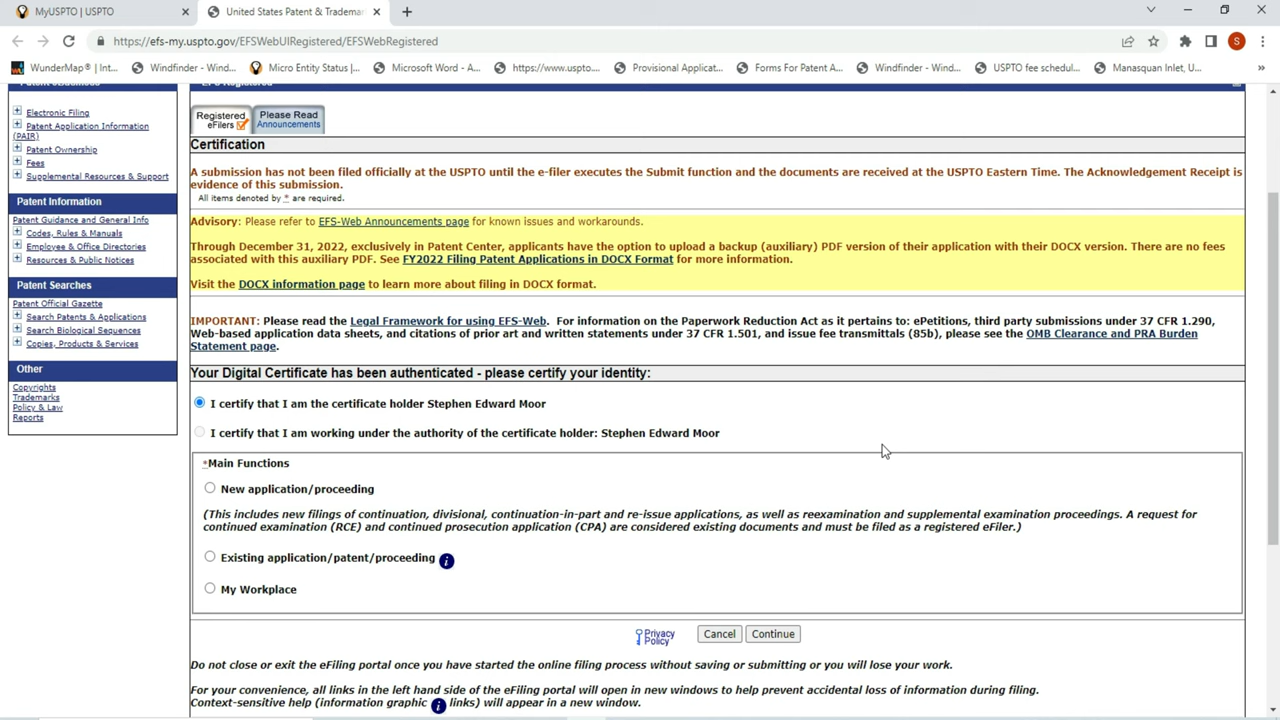 MyUSPTO | USPTO
United States Patent & Tradema
https://efs-my.uspto.gov/EFSWebUIRegistered/EFSWebRegistered
S
WunderMap® | Int...
Windfinder - Wind...
Micro Entity Status |...
Microsoft Word - A...
https://www.uspto...
Provisional Applicat...
Forms For Patent A...
Windfinder - Wind...
USPTO fee schedul...
Manasquan Inlet, U...
Electronic Filing
Patent Application Information
(PAIR)
Patent Ownership
Fees
Supplemental Resources & Support
Patent Information
Patent Guidance and General Info
Codes, Rules & Manuals
Employee & Office Directories
Resources & Public Notices
Patent Searches
Patent Official Gazette
Search Patents & Applications
Search Biological Sequences
Copies, Products & Services
Other
Copyrights
Trademarks
Policy & Law
Reports
Registered
eFilers
Please Read
Announcements
Certification
A submission has not been filed officially at the USPTO until the e-filer executes the Submit function and the documents are received at the USPTO Eastern Time. The Acknowledgement Receipt is
evidence of this submission.
All items denoted by * are required.
Advisory: Please refer to EFS-Web Announcements page for known issues and workarounds.
Through December 31, 2022, exclusively in Patent Center, applicants have the option to upload a backup (auxiliary) PDF version of their application with their DOCX version. There are no fees
associated with this auxiliary PDF. See FY2022 Filing Patent Applications in DOCX Format for more information.
Visit the DOCX information page to learn more about filing in DOCX format.
IMPORTANT: Please read the Legal Framework for using EFS-Web. For information on the Paperwork Reduction Act as it pertains to: ePetitions, third party submissions under 37 CFR 1.290,
Web-based application data sheets, and citations of prior art and written statements under 37 CFR 1.501, and issue fee transmittals (85b), please see the OMB Clearance and PRA Burden
Statement page.
Your Digital Certificate has been authenticated - please certify your identity:
I certify that I am the certificate holder Stephen Edward Moor
I certify that I am working under the authority of the certificate holder: Stephen Edward Moor
*Main Functions
New application/proceeding
(This includes new filings of continuation, divisional, continuation-in-part and re-issue applications, as well as reexamination and supplemental examination proceedings. A request for
continued examination (RCE) and continued prosecution application (CPA) are considered existing documents and must be filed as a registered eFiler.)
Existing application/patent/proceeding i
My Workplace
Privacy
Policy
Cancel
Continue
Do not close or exit the eFiling portal once you have started the online filing process without saving or submitting or you will lose your work.
For your convenience, all links in the left hand side of the eFiling portal will open in new windows to help prevent accidental loss of information during filing.
Context-sensitive help (information graphic i links) will appear in a new window.